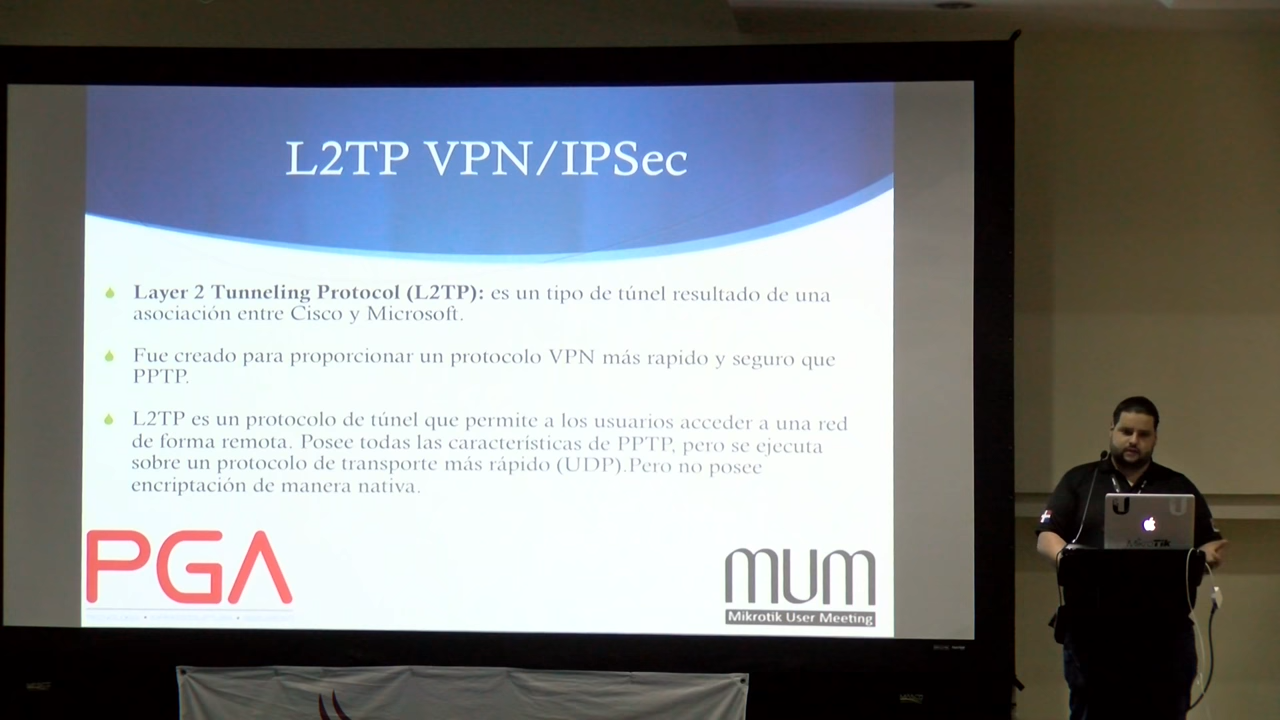 L2TP VPN/IPSec
Layer 2 Tunneling Protocol (L2TP): es un tipo de túnel resultado de una
asociación entre Cisco y Microsoft.
Fue creado para proporcionar un protocolo VPN más rapido y seguro que
PPTP.
L2TP es un protocolo de túnel que permite a los usuarios acceder a una red
de forma remota. Posee todas las características de PPTP, pero se ejecuta
sobre un protocolo de transporte más rápido (UDP).Pero no posee
encriptación de manera nativa.
PGA
mum
Mikrotik User Meeting